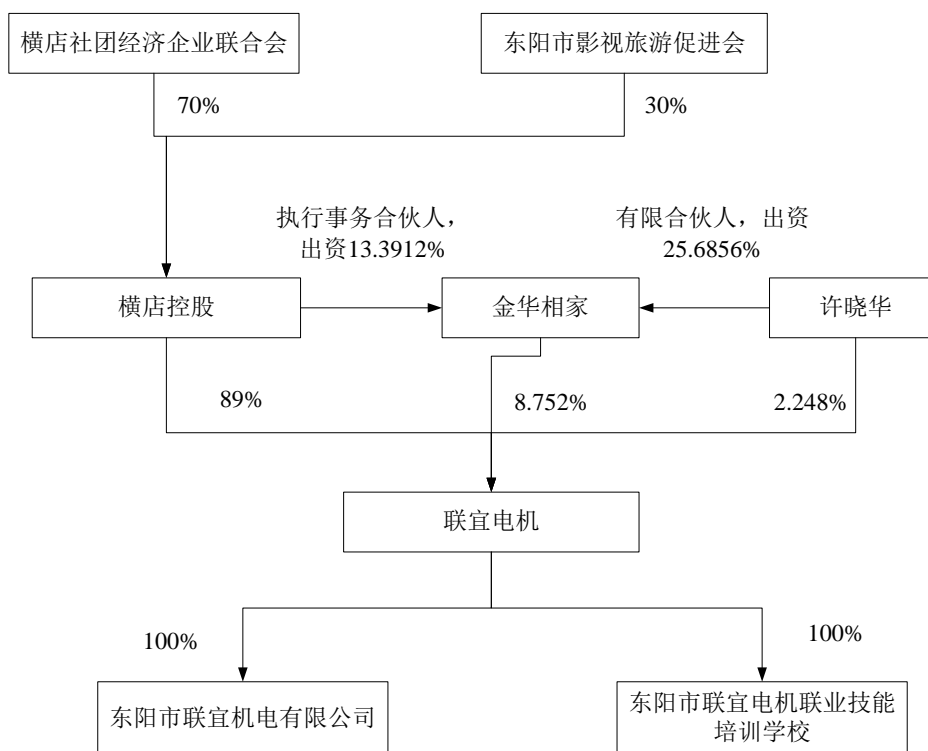 横店社团经济企业联合会
东阳市影视旅游促进会
70%
30%
执行事务合伙人，
出资13.3912%
有限合伙人，出资
25.6856%
横店控股
金华相家
许晓华
89%
8.752%
2.248%
联宜电机
100%
100%
东阳市联宜机电有限公司
东阳市联宜电机联业技能
培训学校